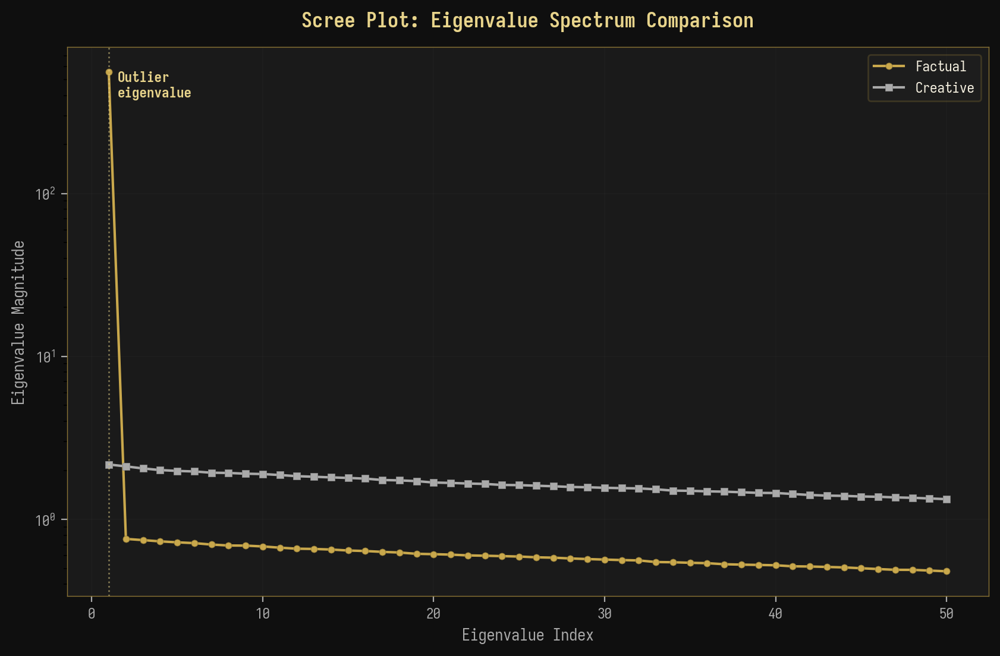 Scree Plot: Eigenvalue Spectrum Comparison
Outlier
eigenvalue
Factual
Creative
10²
10¹
10⁰
Eigenvalue Magnitude
0 10 20 30 40 50
Eigenvalue Index